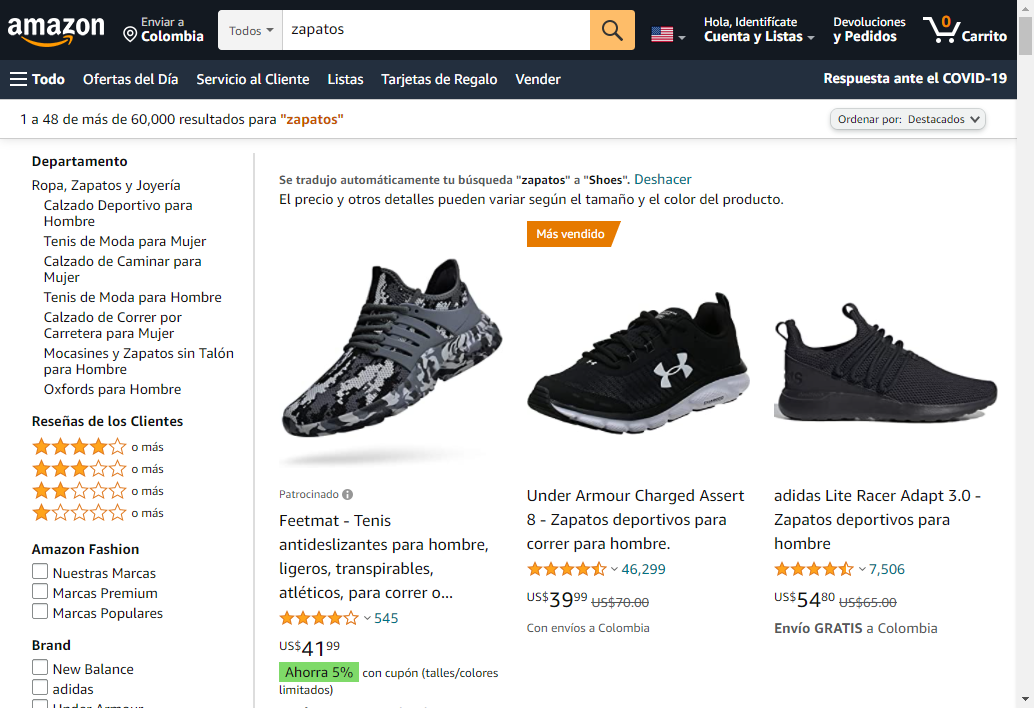 amazon
Enviar a
Colombia
Todos
zapatos
Hola, Identifícate
Cuenta y Listas
Devoluciones
y Pedidos
0
Carrito
Todo
Ofertas del Día
Servicio al Cliente
Listas
Tarjetas de Regalo
Vender
Respuesta ante el COVID-19
1 a 48 de más de 60,000 resultados para "zapatos"
Ordenar por: Destacados
Departamento
Ropa, Zapatos y Joyería
Calzado Deportivo para
Hombre
Tenis de Moda para Mujer
Calzado de Caminar para
Mujer
Tenis de Moda para Hombre
Calzado de Correr por
Carretera para Mujer
Mocasines y Zapatos sin Talón
para Hombre
Oxfords para Hombre
Reseñas de los Clientes
o más
o más
o más
o más
Amazon Fashion
Nuestras Marcas
Marcas Premium
Marcas Populares
Brand
New Balance
adidas
Under Armour
Se tradujo automáticamente tu búsqueda "zapatos" a "Shoes". Deshacer
El precio y otros detalles pueden variar según el tamaño y el color del producto.
Patrocinado
Feetmat - Tenis
antideslizantes para hombre,
ligeros, transpirables,
atléticos, para correr o...
545
US$41.99
Ahorra 5% con cupón (talles/colores
limitados)
Más vendido
Under Armour Charged Assert
8 - Zapatos deportivos para
correr para hombre.
46,299
US$39.99 US$70.00
Con envíos a Colombia
adidas Lite Racer Adapt 3.0 -
Zapatos deportivos para
hombre
7,506
US$54.80 US$65.00
Envío GRATIS a Colombia